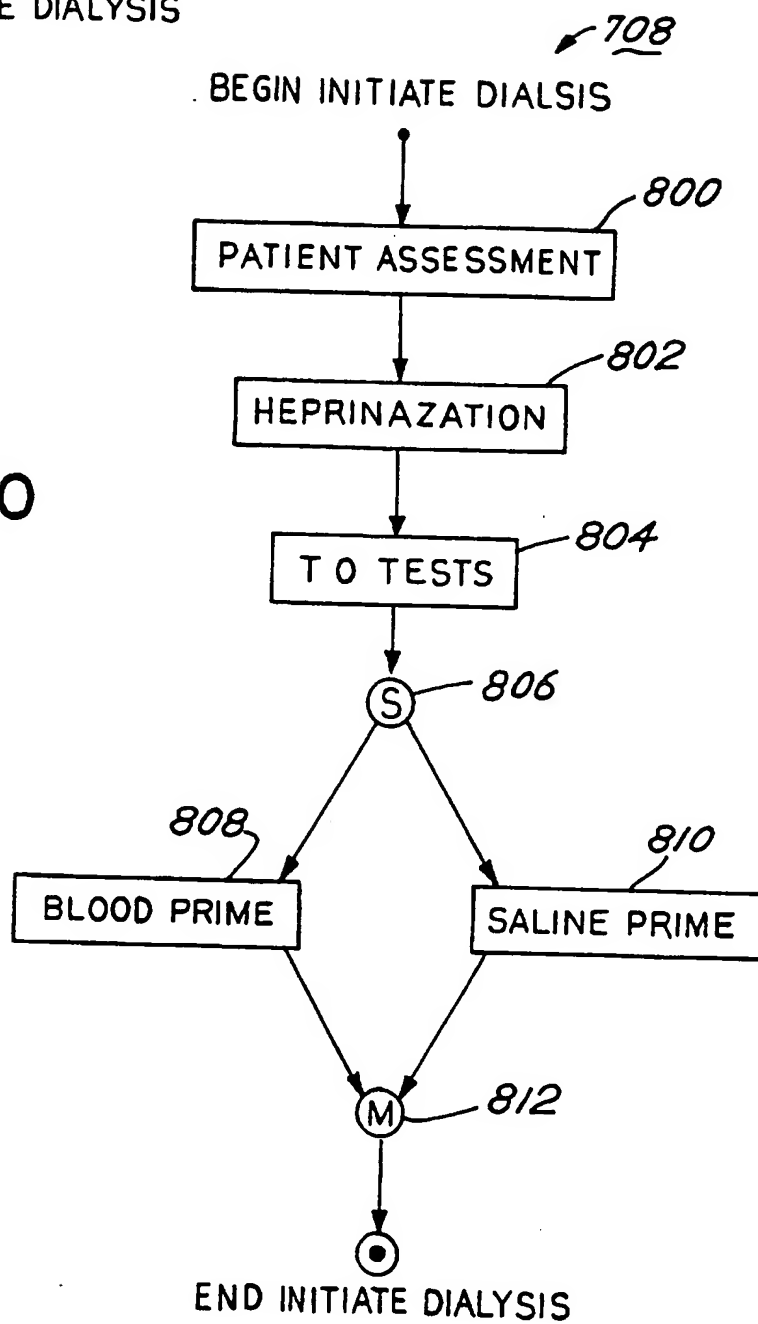 E DIALYSIS
708
BEGIN INITIATE DIALSIS
800
PATIENT ASSESSMENT
802
HEPRINAZATION
O
804
T O TESTS
S 806
808
810
BLOOD PRIME
SALINE PRIME
M 812
END INITIATE DIALYSIS